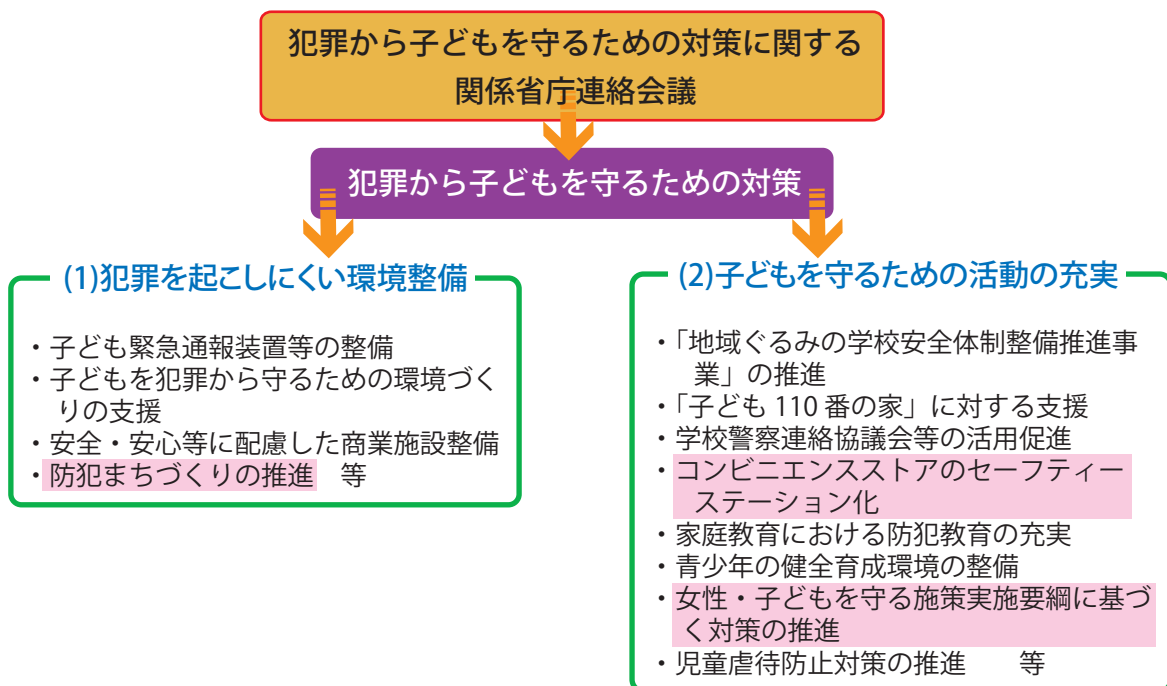 犯罪から子どもを守るための対策に関する
関係省庁連絡会議
犯罪から子どもを守るための対策
(1)犯罪を起こしにくい環境整備
・子ども緊急通報装置等の整備
・子どもを犯罪から守るための環境づく
りの支援
・安全・安心等に配慮した商業施設整備
・防犯まちづくりの推進　等
(2)子どもを守るための活動の充実
・「地域ぐるみの学校安全体制整備推進事
業」の推進
・「子ども 110 番の家」に対する支援
・学校警察連絡協議会等の活用促進
・コンビニエンスストアのセーフティー
ステーション化
・家庭教育における防犯教育の充実
・青少年の健全育成環境の整備
・女性・子どもを守る施策実施要綱に基づ
く対策の推進
・児童虐待防止対策の推進　　等